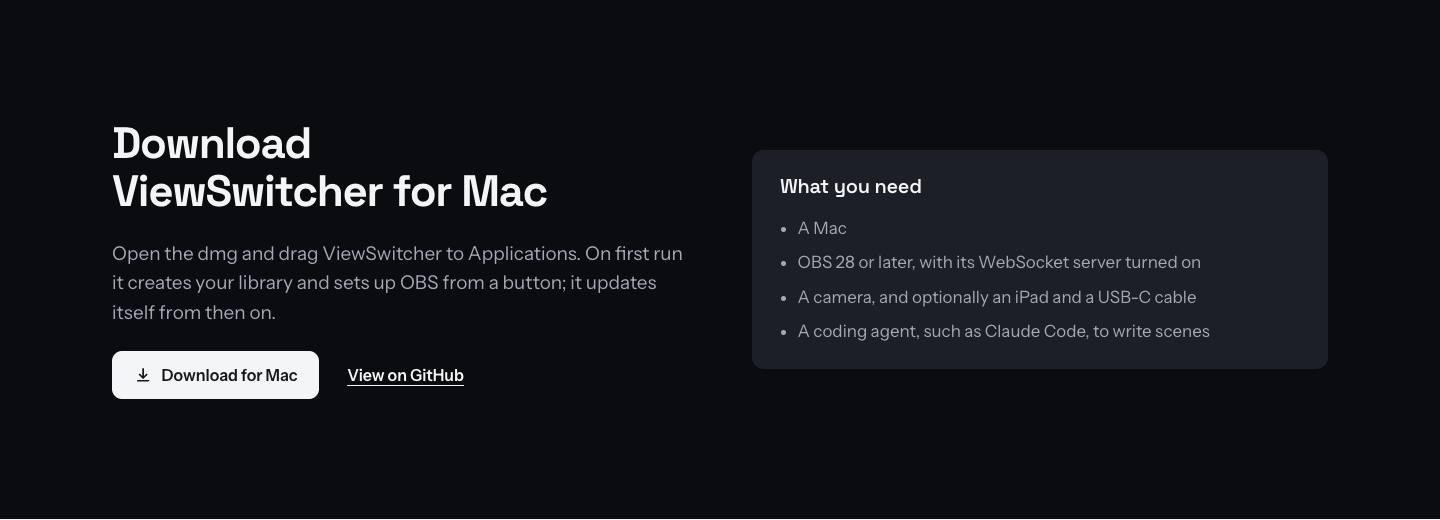 Download
ViewSwitcher for Mac
Open the dmg and drag ViewSwitcher to Applications. On first run
it creates your library and sets up OBS from a button; it updates
itself from then on.
Download for Mac
View on GitHub
What you need
• A Mac
• OBS 28 or later, with its WebSocket server turned on
• A camera, and optionally an iPad and a USB-C cable
• A coding agent, such as Claude Code, to write scenes